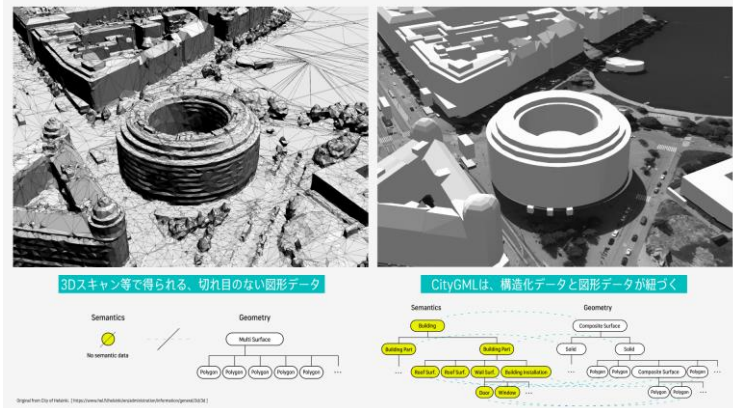 3Dスキャン等で得られる、切れ目のない図形データ
CityGMLは、構造化データと図形データが紐づく
Semantics
No semantic data
Geometry
Multi Surface
Polygon Polygon Polygon Polygon Polygon ...
Semantics
Building
Building Part Building Part
... Roof Surf. Roof Surf. Wall Surf. Building Installation
Door Window ...
Geometry
Composite Surface
Solid Solid
... Polygon Polygon Composite Surface Polygon ...
Polygon Polygon ...
Original from City of Helsinki.